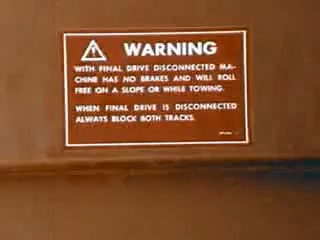 WARNING
WITH FINAL DRIVE DISCONNECTED MA-
CHINE HAS NO BRAKES AND WILL ROLL
FREE ON A SLOPE OR WHILE TOWING.
WHEN FINAL DRIVE IS DISCONNECTED
ALWAYS BLOCK BOTH TRACKS.